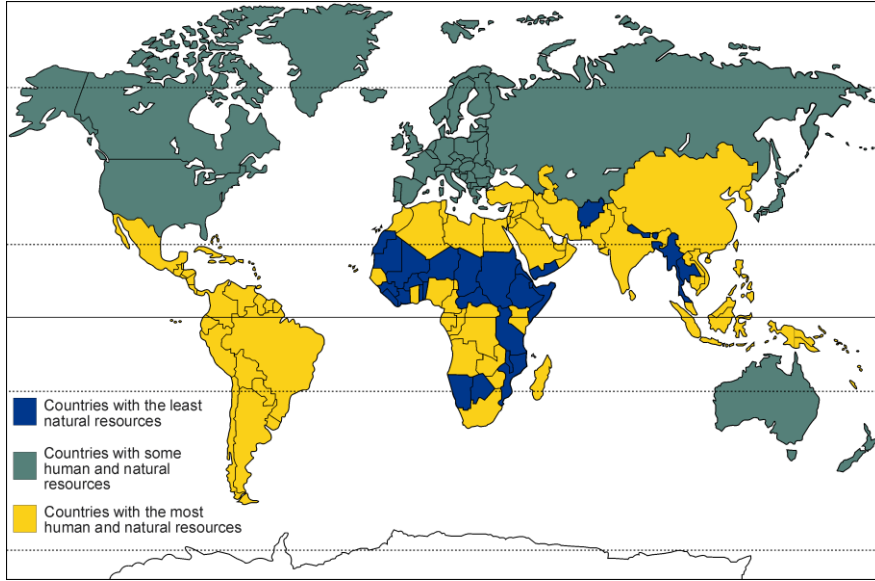 Countries with the least
natural resources
Countries with some
human and natural
resources
Countries with the most
human and natural resources